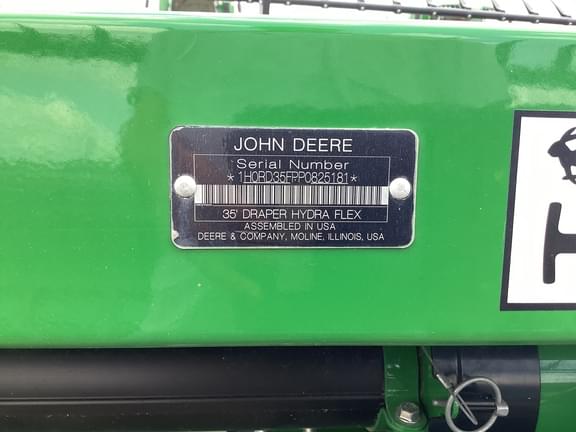 JOHN DEERE
Serial Number
*1H0RD35FPP0825181*
35' DRAPER HYDRA FLEX
ASSEMBLED IN USA
DEERE & COMPANY, MOLINE, ILLINOIS, USA